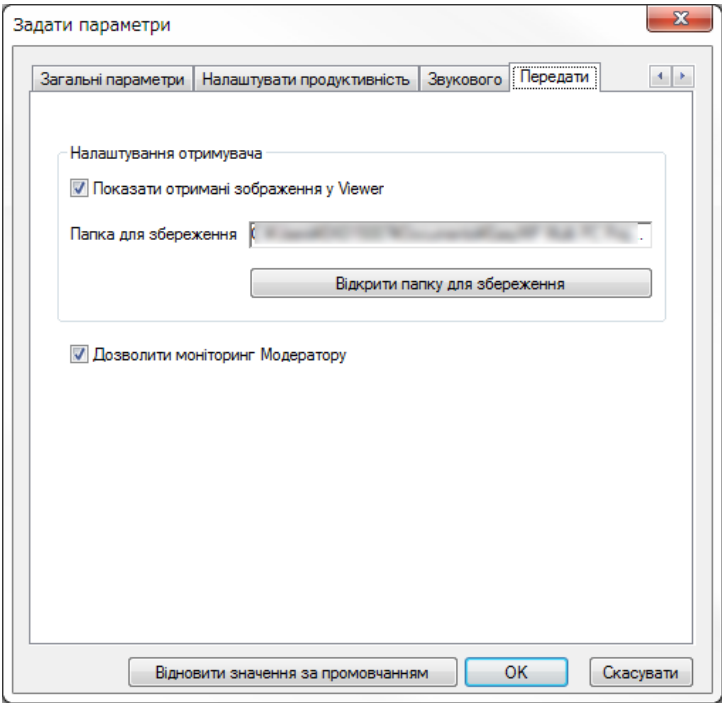 Задати параметри
Загальні параметри Налаштувати продуктивність Звукового Передати
Налаштування отримувача
Показати отримані зображення у Viewer
Папка для збереження
Відкрити папку для збереження
Дозволити моніторинг Модератору
Відновити значення за промовчанням OK Скасувати